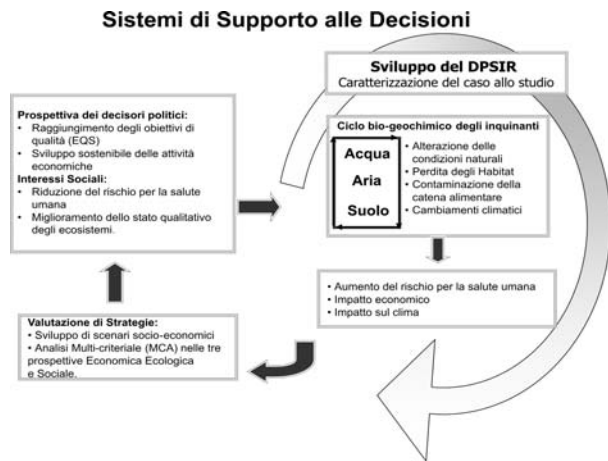 Sistemi di Supporto alle Decisioni
Sviluppo del DPSIR
Caratterizzazione del caso allo studio
Prospettiva dei decisori politici:
• Raggiungimento degli obiettivi di
qualità (EQS)
• Sviluppo sostenibile delle attività
economiche
Interessi Sociali:
• Riduzione del rischio per la salute
umana
• Miglioramento dello stato qualitativo
degli ecosistemi.
Ciclo bio-geochimico degli inquinanti
Acqua
Aria
Suolo
• Alterazione delle
condizioni naturali
• Perdita degli Habitat
• Contaminazione della
catena alimentare
• Cambiamenti climatici
• Aumento del rischio per la salute umana
• Impatto economico
• Impatto sul clima
Valutazione di Strategie:
• Sviluppo di scenari socio-economici
• Analisi Multi-criteriale (MCA) nelle tre
prospettive Economica Ecologica
e Sociale.